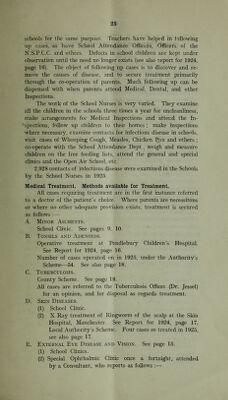 23
schools for the same purpose. Teachers have helped in following
up cases, as have School Attendance Officers, Officers of the
N.S.P.C.C. and others. Defects in school children are kept under
observation until the need no longer exists (see also report for 1924,
page 16). The object of following up cases is to discover and re-
move the causes of disease, and to secure treatment primarily
through the co-operation of parents. Much following up can be
dispensed with when parents attend Medical, Dental, and other
Inspections.
The work of the School Nurses is very varied. They examine
all the children in the schools three times a year for uncleanliness,
make arrangements for Medical Inspections and attend the In-
spections, follow up children to their homes; make Inspections
where necessary, examine contacts for infectious disease in schools,
visit cases of Whooping Cough, Measles, Chicken Pox and others,
co-operate with the School Attendance Dept., weigh and measure
children on the free feeding lists, attend the general and special
clinics and the Open Air School, etc.
2,928 contacts of infectious disease were examined in the Schools
by the School Nurses in 1925.
Medical Treatment. Methods available for Treatment.
All cases requiring treatment are in the first instance referred
to a doctor of the patient's choice. Where parents are necessitous
or where no other adequate provision exists, treatment is secured
as follows :—
A. Minor Ailments.
School Clinic. See pages 9, 10.
B. Tonsils and Adenoids.
Operative treatment at Pendlebury Children's Hospital.
See Report for 1924, page 16.
Number of cases operated on in 1925, under the Authority's
Scheme—54. See also page 18.
C. Tuberculosis.
County Scheme. See page 18.
All cases are referred to the Tuberculosis Officer (Dr. Jessel)
for an opinion, and for disposal as regards treatment.
D. Skin Diseases.
(1) School Clinic.
(2) X Ray treatment of Ringworm of the scalp at the Skin
Hospital, Manchester. See Report for 1924, page 17,
Local Authority's Scheme. Four cases so treated in 1925,
see also page 17.
E. External Eye Disease and Vision. See page 15.
(1) School Clinics.
(2) Special Ophthalmic Clinic once a fortnight, attended
by a Consultant, who reports as follows :—